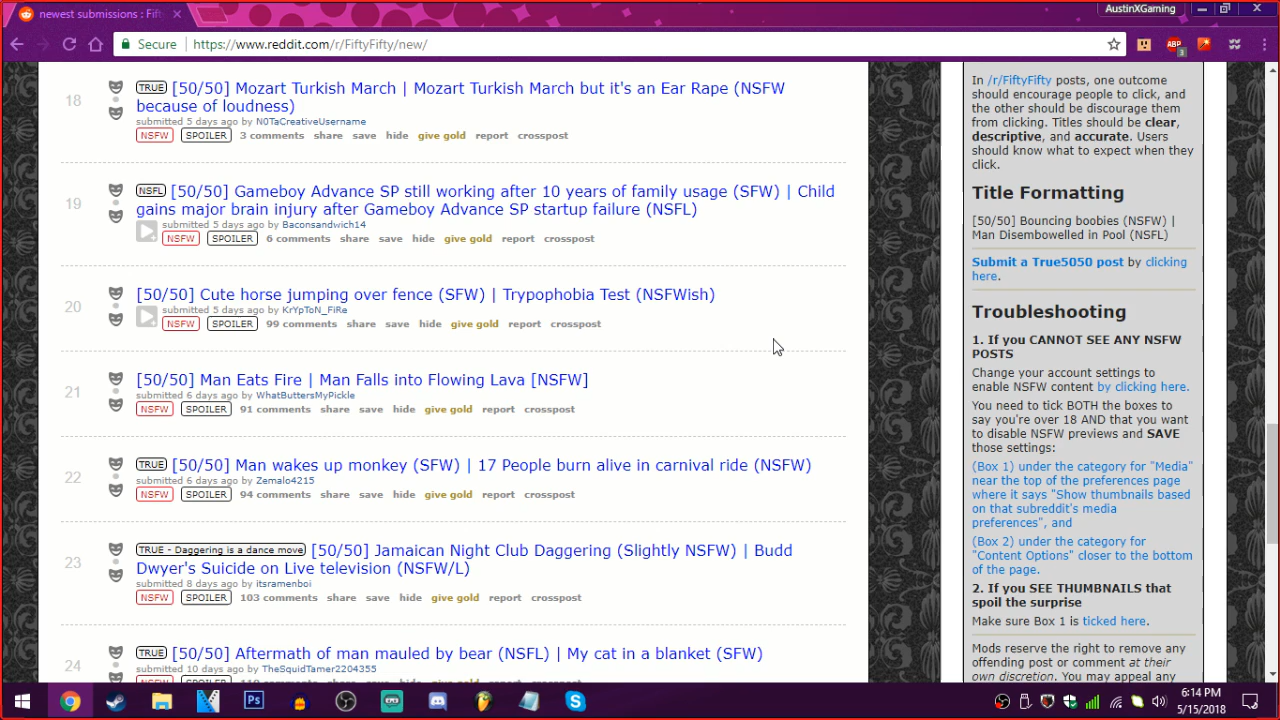 newest submissions : Fift
AustinXGaming
Secure https://www.reddit.com/r/FiftyFifty/new/
ABP
3
18
TRUE [50/50] Mozart Turkish March | Mozart Turkish March but it's an Ear Rape (NSFW
because of loudness)
submitted 5 days ago by N0TaCreativeUsername
NSFW SPOILER 3 comments share save hide give gold report crosspost
19
NSFL [50/50] Gameboy Advance SP still working after 10 years of family usage (SFW) | Child
gains major brain injury after Gameboy Advance SP startup failure (NSFL)
submitted 5 days ago by Baconsandwich14
NSFW SPOILER 6 comments share save hide give gold report crosspost
20
[50/50] Cute horse jumping over fence (SFW) | Trypophobia Test (NSFWish)
submitted 5 days ago by KrYpToN_FiRe
NSFW SPOILER 99 comments share save hide give gold report crosspost
21
[50/50] Man Eats Fire | Man Falls into Flowing Lava [NSFW]
submitted 6 days ago by WhatButtersMyPickle
NSFW SPOILER 91 comments share save hide give gold report crosspost
22
TRUE [50/50] Man wakes up monkey (SFW) | 17 People burn alive in carnival ride (NSFW)
submitted 6 days ago by Zemalo4215
NSFW SPOILER 94 comments share save hide give gold report crosspost
23
TRUE - Daggering is a dance move [50/50] Jamaican Night Club Daggering (Slightly NSFW) | Budd
Dwyer's Suicide on Live television (NSFW/L)
submitted 8 days ago by itsramenboi
NSFW SPOILER 103 comments share save hide give gold report crosspost
24
TRUE [50/50] Aftermath of man mauled by bear (NSFL) | My cat in a blanket (SFW)
submitted 10 days ago by TheSquidTamer2204355
In /r/FiftyFifty posts, one outcome
should encourage people to click, and
the other should be discourage them
from clicking. Titles should be clear,
descriptive, and accurate. Users
should know what to expect when they
click.
Title Formatting
[50/50] Bouncing boobies (NSFW) |
Man Disembowelled in Pool (NSFL)
Submit a True5050 post by clicking
here.
Troubleshooting
1. If you CANNOT SEE ANY NSFW
POSTS
Change your account settings to
enable NSFW content by clicking here.
You need to tick BOTH the boxes to
say you're over 18 AND that you want
to disable NSFW previews and SAVE
those settings:
(Box 1) under the category for "Media"
near the top of the preferences page
where it says "Show thumbnails based
on that subreddit's media
preferences", and
(Box 2) under the category for
"Content Options" closer to the bottom
of the page.
2. If you SEE THUMBNAILS that
spoil the surprise
Make sure Box 1 is ticked here.
Mods reserve the right to remove any
offending post or comment at their
own discretion. You may appeal any
Ps
6:14 PM
5/15/2018